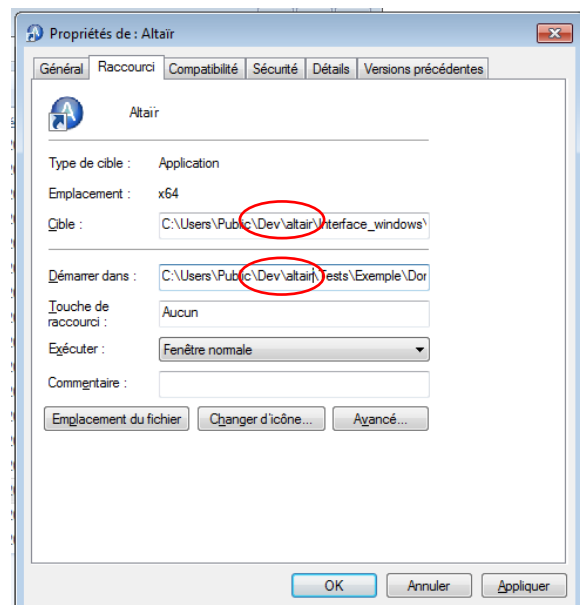 Propriétés de : Altaïr
Général Raccourci Compatibilité Sécurité Détails Versions précédentes
Altaïr
Type de cible : Application
Emplacement : x64
Cible : C:\Users\Public\Dev\altair\Interface_windows\
Démarrer dans : C:\Users\Public\Dev\altair\Tests\Exemple\Dor
Touche de
raccourci : Aucun
Exécuter : Fenêtre normale
Commentaire :
Emplacement du fichier Changer d'icône... Avancé...
OK Annuler Appliquer